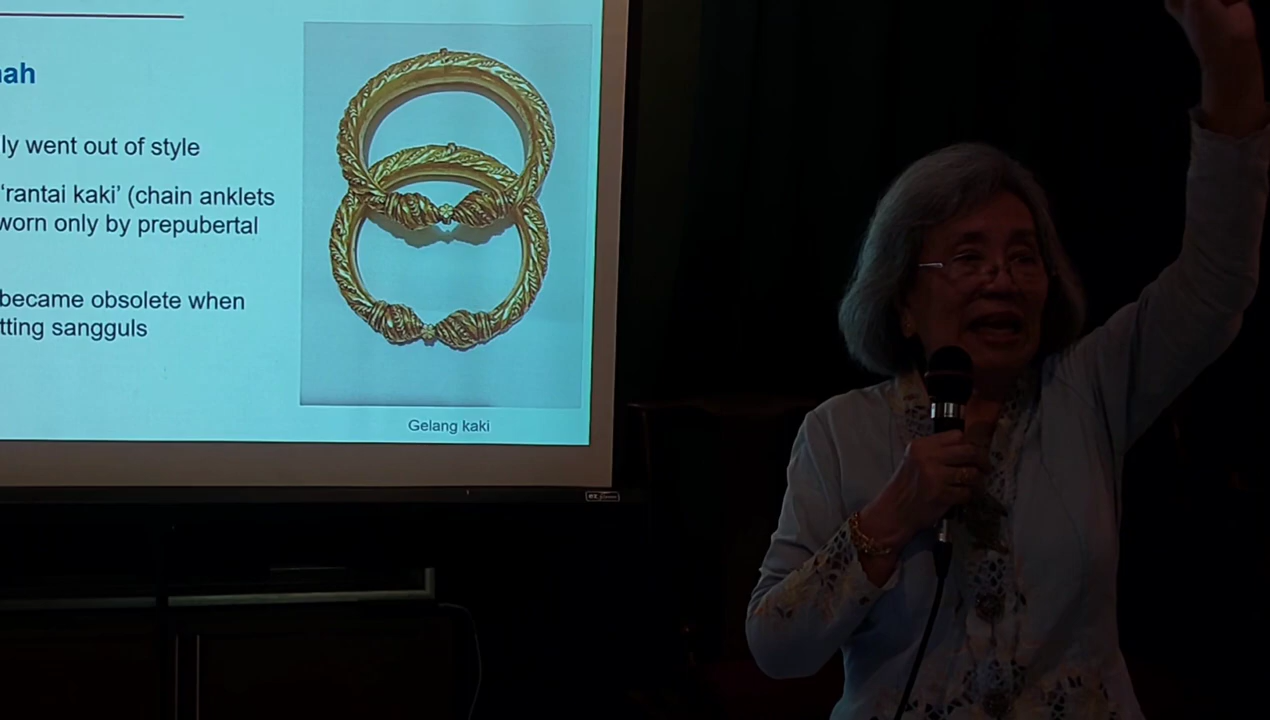 ah
ly went out of style
'rantai kaki' (chain anklets
worn only by prepubertal
became obsolete when
tting sangguls
Gelang kaki